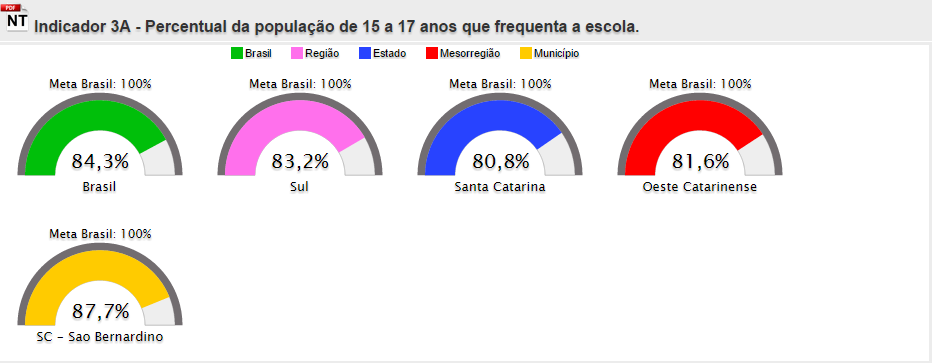 PDF
NT
Indicador 3A - Percentual da população de 15 a 17 anos que frequenta a escola.
Brasil Região Estado Mesorregião Município
Meta Brasil: 100% Meta Brasil: 100% Meta Brasil: 100% Meta Brasil: 100%
84,3% 83,2% 80,8% 81,6%
Brasil Sul Santa Catarina Oeste Catarinense
Meta Brasil: 100%
87,7%
SC - Sao Bernardino